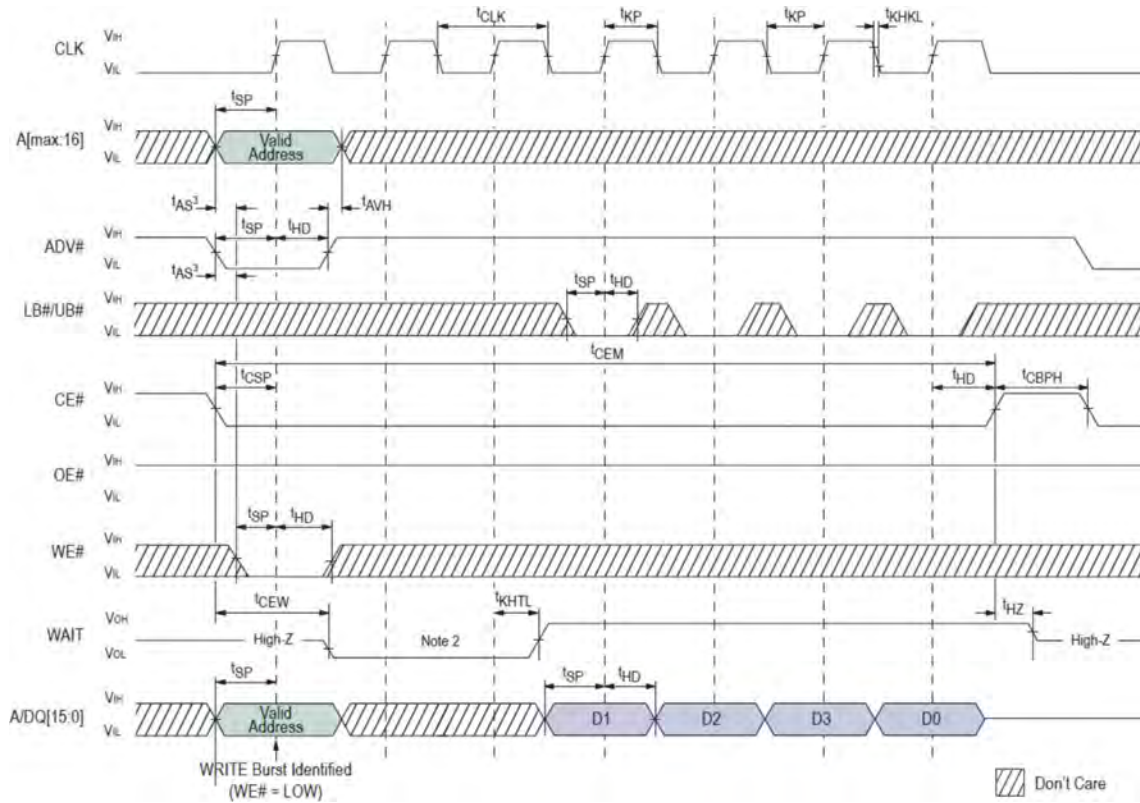 tCLK tKP tKP tKHKL
CLK VIH
VIL
tSP
A[max:16] VIH
VIL
Valid
Address
tAS³ tAVH
tSP tHD
ADV# VIH
VIL
tAS³
tSP tHD
LB#/UB# VIH
VIL
tCEM
tCSP tHD tCBPH
CE# VIH
VIL
OE# VIH
VIL
tSP tHD
WE# VIH
VIL
tCEW tKHTL tHZ
WAIT VOH
VOL
High-Z Note 2 High-Z
tSP tSP tHD
A/DQ[15:0] VIH
VIL
Valid
Address
D1 D2 D3 D0
WRITE Burst Identified
(WE# = LOW)
Don't Care